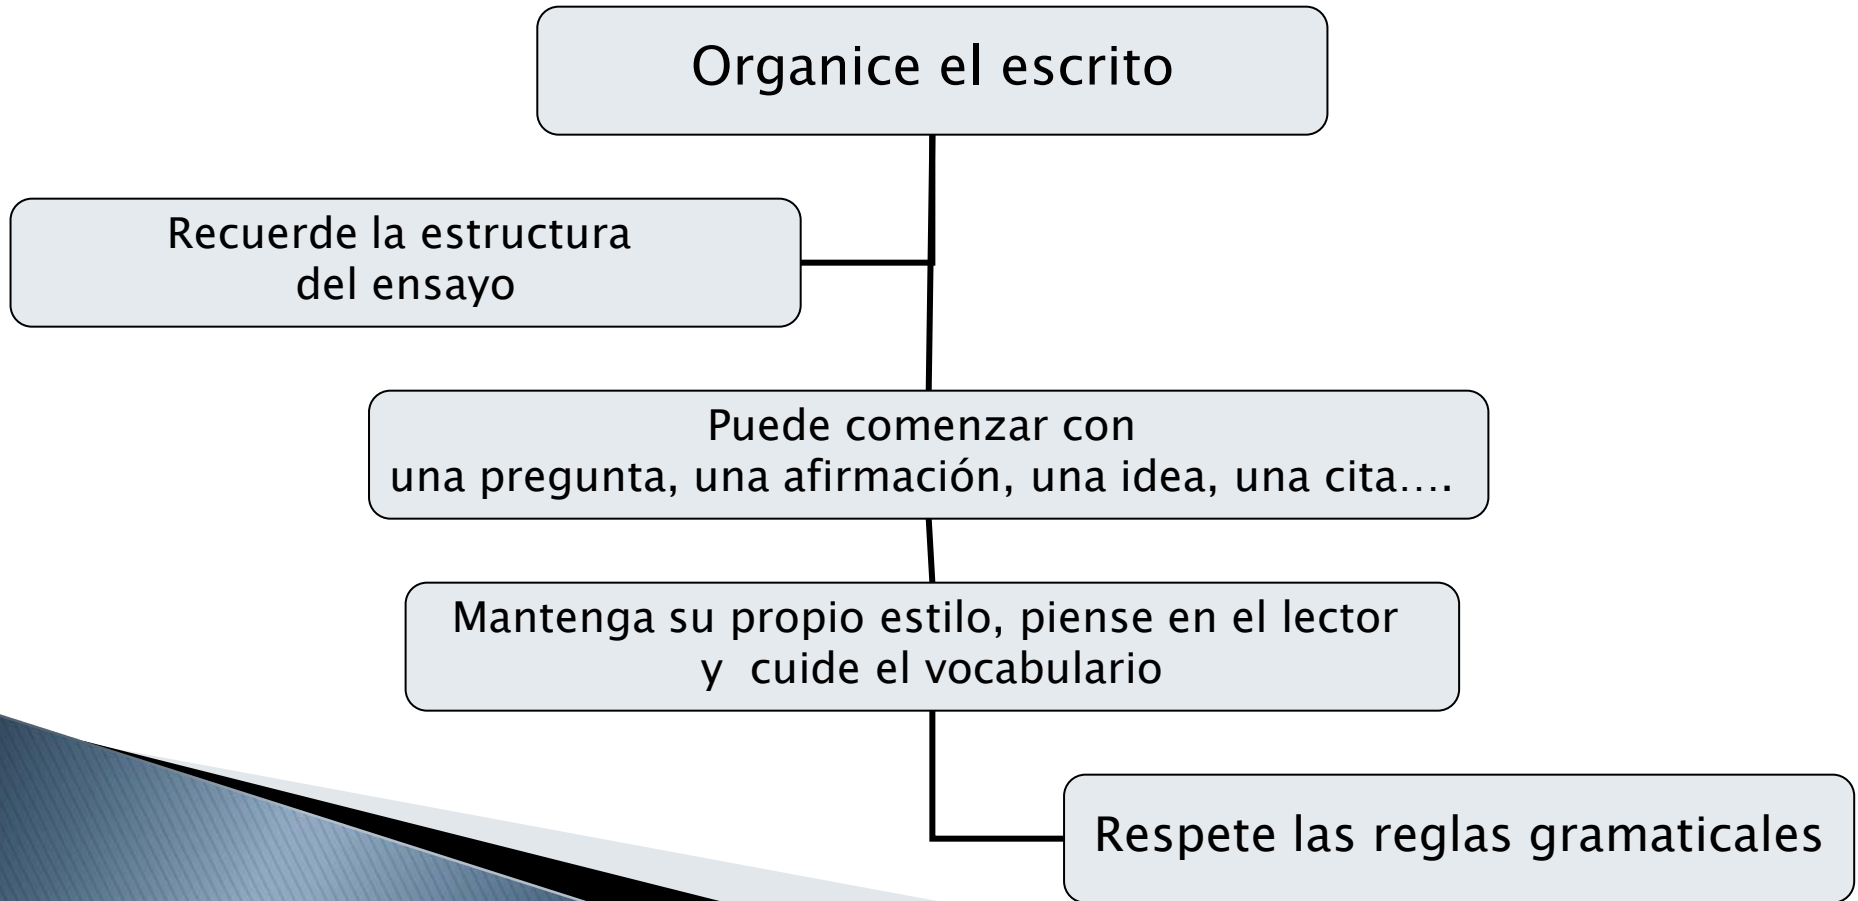 Organice el escrito
Recuerde la estructura
del ensayo
Puede comenzar con
una pregunta, una afirmación, una idea, una cita….
Mantenga su propio estilo, piense en el lector
y  cuide el vocabulario
Respete las reglas gramaticales